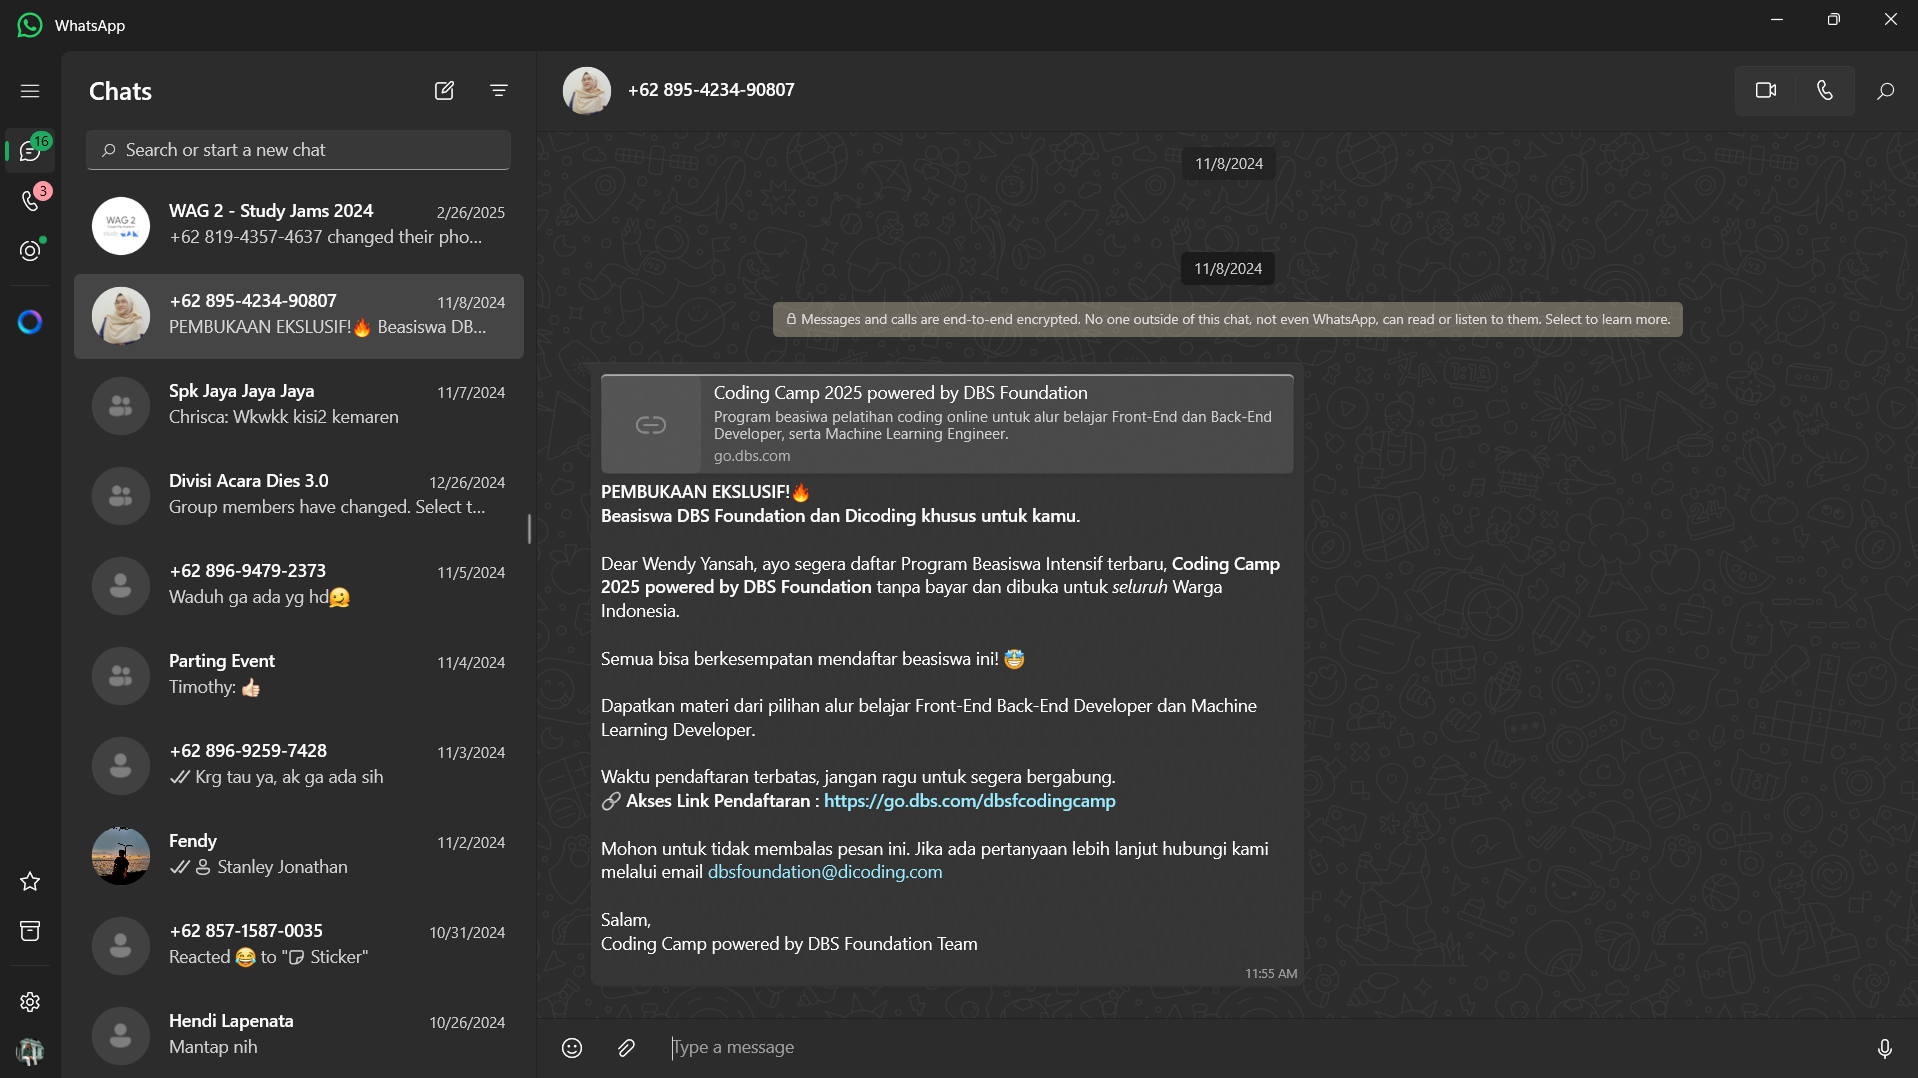 WhatsApp
Chats
16
Search or start a new chat
3
WAG 2
WAG 2 - Study Jams 2024
2/26/2025
+62 819-4357-4637 changed their pho...
+62 895-4234-90807
11/8/2024
PEMBUKAAN EKSLUSIF!🔥 Beasiswa DB...
Spk Jaya Jaya Jaya
11/7/2024
Chrisca: Wkwkk kisi2 kemaren
Divisi Acara Dies 3.0
12/26/2024
Group members have changed. Select t...
+62 896-9479-2373
11/5/2024
Waduh ga ada yg hd🫠
Parting Event
11/4/2024
Timothy: 👍🏻
+62 896-9259-7428
11/3/2024
Krg tau ya, ak ga ada sih
Fendy
11/2/2024
Stanley Jonathan
+62 857-1587-0035
10/31/2024
Reacted 😂 to "Sticker"
Hendi Lapenata
10/26/2024
Mantap nih
+62 895-4234-90807
11/8/2024
11/8/2024
Messages and calls are end-to-end encrypted. No one outside of this chat, not even WhatsApp, can read or listen to them. Select to learn more.
Coding Camp 2025 powered by DBS Foundation
Program beasiwa pelatihan coding online untuk alur belajar Front-End dan Back-End
Developer, serta Machine Learning Engineer.
go.dbs.com
PEMBUKAAN EKSLUSIF!🔥
Beasiswa DBS Foundation dan Dicoding khusus untuk kamu.
Dear Wendy Yansah, ayo segera daftar Program Beasiswa Intensif terbaru, Coding Camp
2025 powered by DBS Foundation tanpa bayar dan dibuka untuk seluruh Warga
Indonesia.
Semua bisa berkesempatan mendaftar beasiswa ini! 🤩
Dapatkan materi dari pilihan alur belajar Front-End Back-End Developer dan Machine
Learning Developer.
Waktu pendaftaran terbatas, jangan ragu untuk segera bergabung.
🔗 Akses Link Pendaftaran : https://go.dbs.com/dbsfcodingcamp
Mohon untuk tidak membalas pesan ini. Jika ada pertanyaan lebih lanjut hubungi kami
melalui email dbsfoundation@dicoding.com
Salam,
Coding Camp powered by DBS Foundation Team
11:55 AM
Type a message